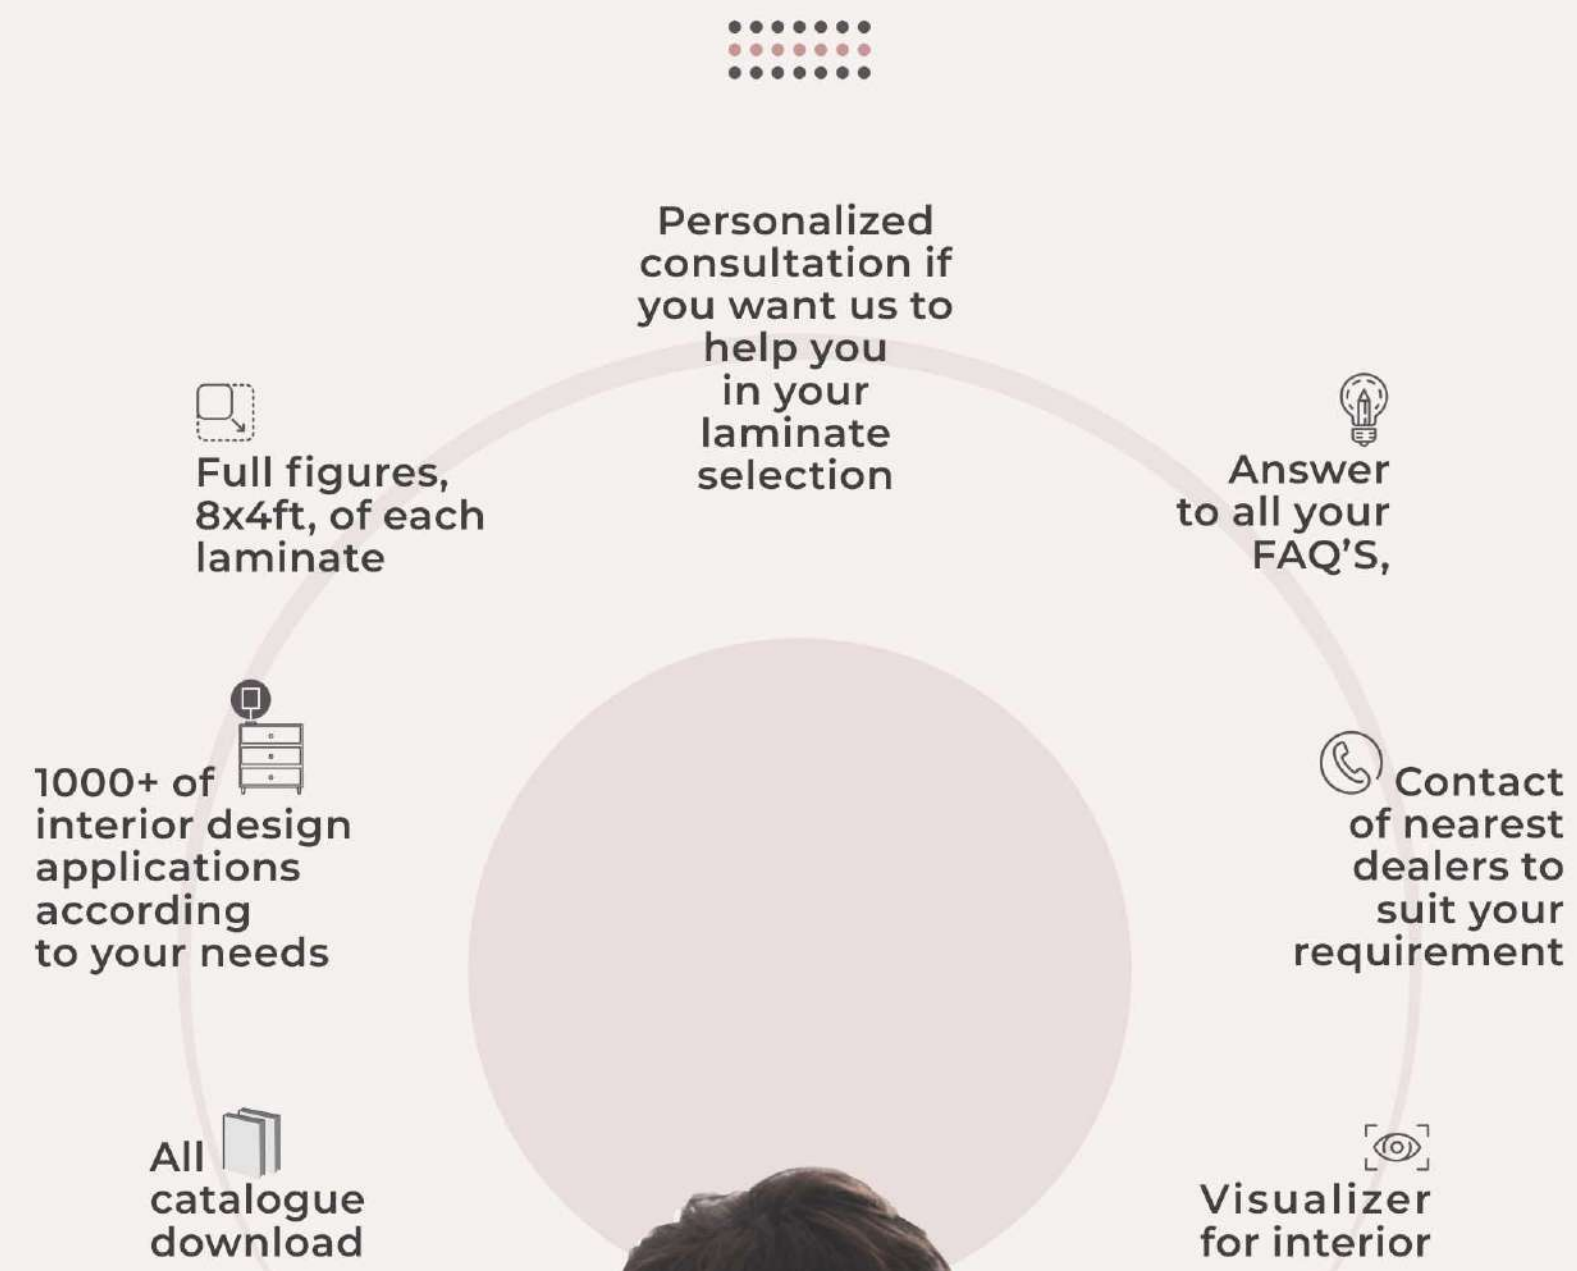 Personalized
consultation if
you want us to
help you
in your
laminate
selection
Full figures,
8x4ft, of each
laminate
Answer
to all your
FAQ'S,
1000+ of
interior design
applications
according
to your needs
Contact
of nearest
dealers to
suit your
requirement
All
catalogue
download
Visualizer
for interior